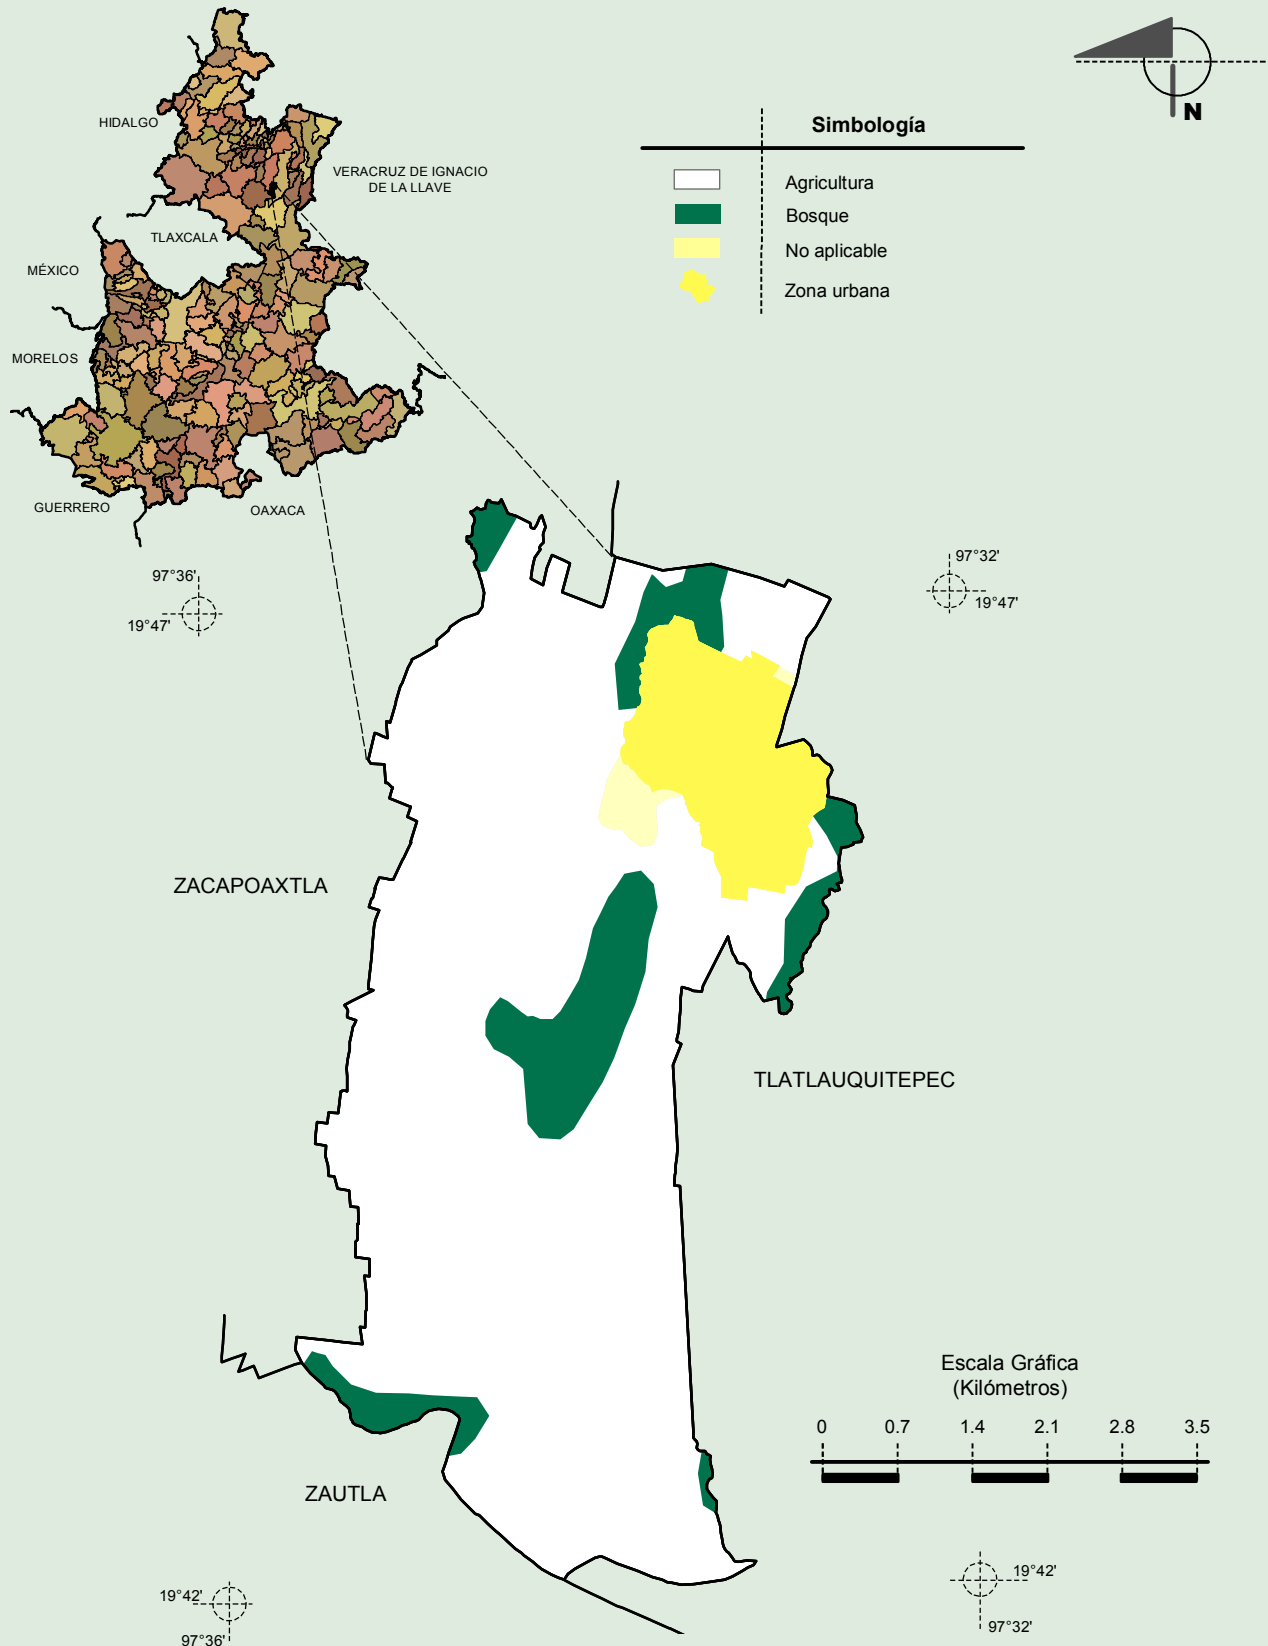 HIDALGO
VERACRUZ DE IGNACIO
DE LA LLAVE
TLAXCALA
MÉXICO
MORELOS
GUERRERO
OAXACA
N
Simbología
Agricultura
Bosque
No aplicable
Zona urbana
97°36'
19°47'
97°32'
19°47'
ZACAPOAXTLA
TLATLAUQUITEPEC
ZAUTLA
Escala Gráfica
(Kilómetros)
0 0.7 1.4 2.1 2.8 3.5
19°42'
97°36'
19°42'
97°32'